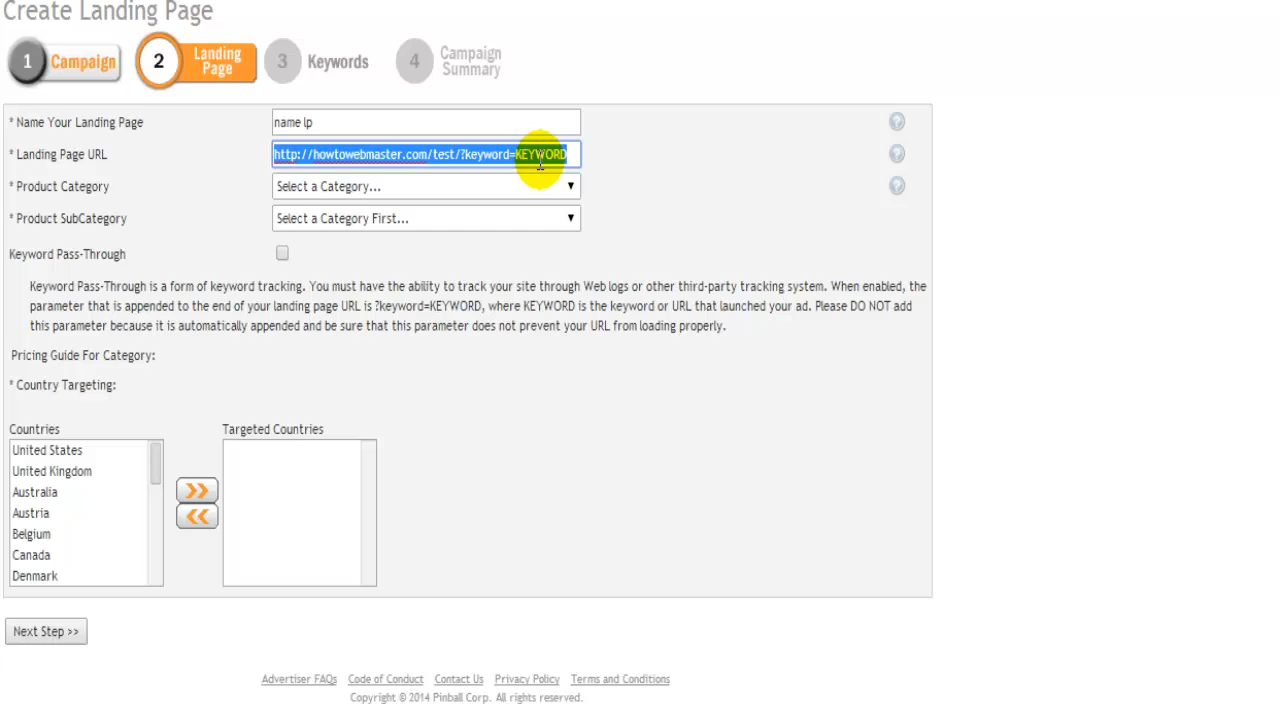 Create Landing Page
1 Campaign
2 Landing Page
3 Keywords
4 Campaign Summary
* Name Your Landing Page
name lp
?
* Landing Page URL
http://howtowebmaster.com/test/?keyword=KEYWORD
?
* Product Category
Select a Category...
?
* Product SubCategory
Select a Category First...
Keyword Pass-Through
Keyword Pass-Through is a form of keyword tracking. You must have the ability to track your site through Web logs or other third-party tracking system. When enabled, the
parameter that is appended to the end of your landing page URL is ?keyword=KEYWORD, where KEYWORD is the keyword or URL that launched your ad. Please DO NOT add
this parameter because it is automatically appended and be sure that this parameter does not prevent your URL from loading properly.
Pricing Guide For Category:
* Country Targeting:
Countries
Targeted Countries
United States
United Kingdom
Australia
Austria
Belgium
Canada
Denmark
Next Step >>
Advertiser FAQs Code of Conduct Contact Us Privacy Policy Terms and Conditions
Copyright © 2014 Pinball Corp. All rights reserved.